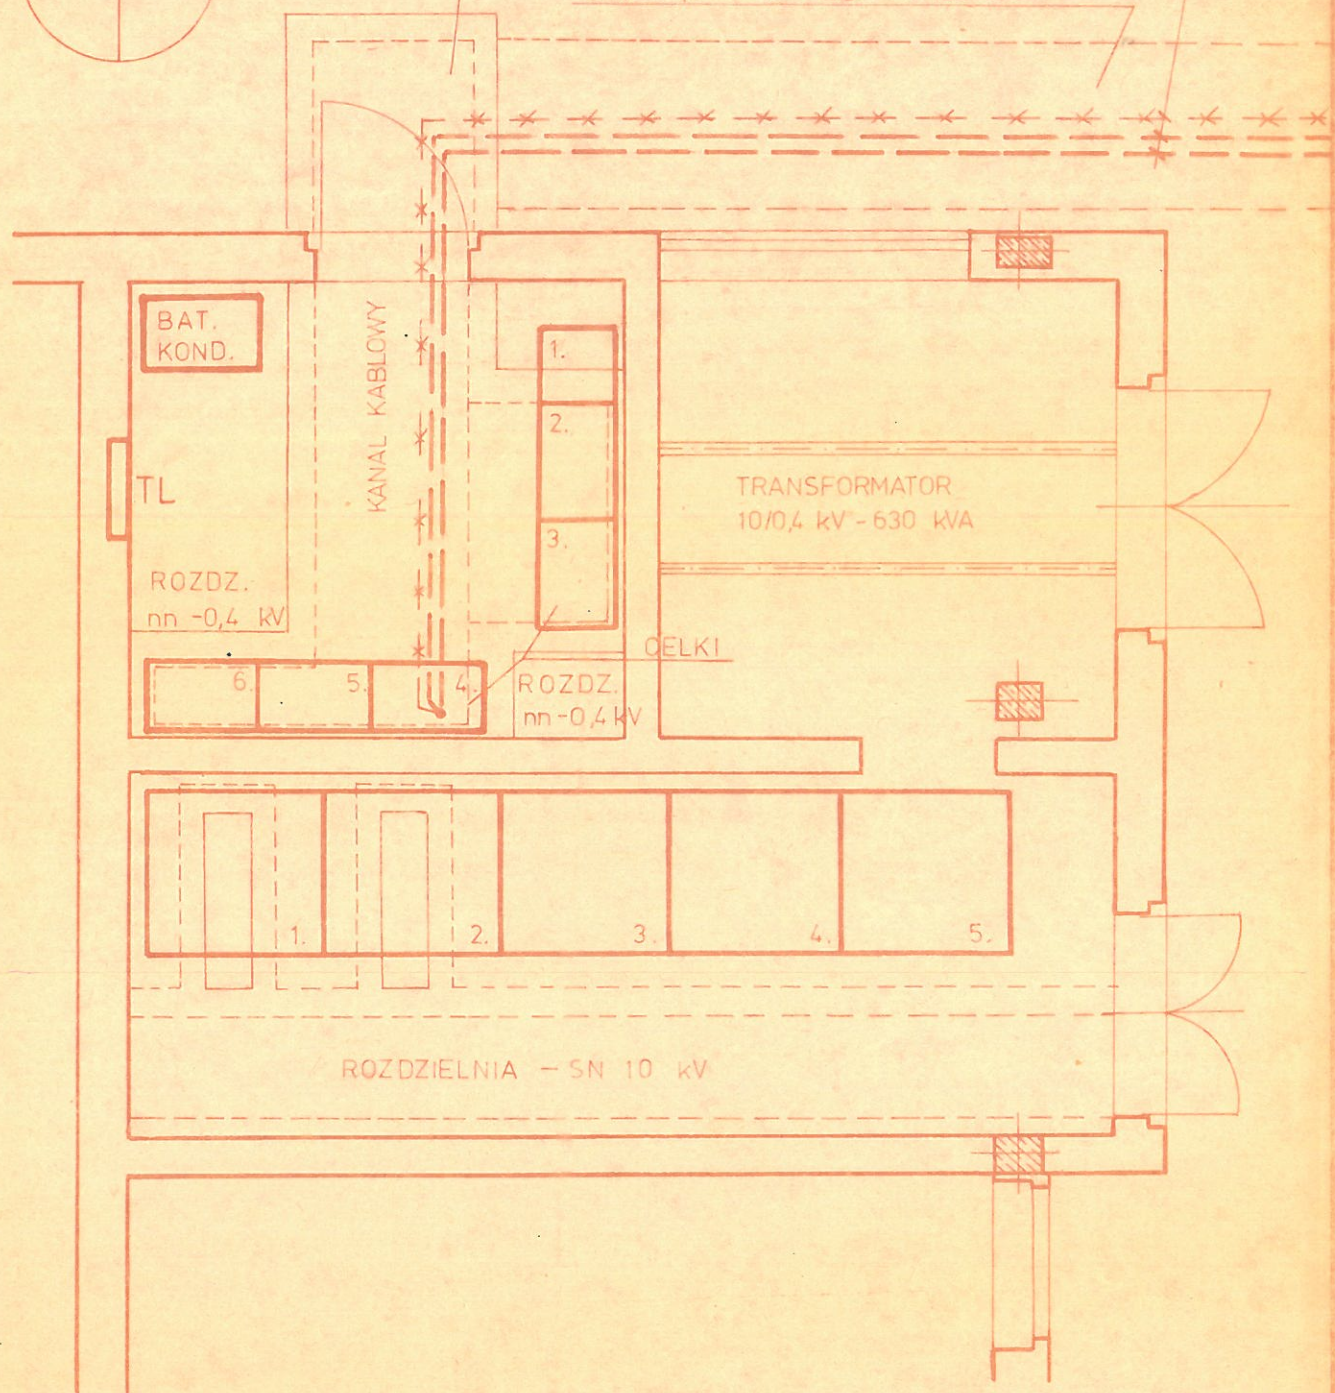 BAT.
KOND.
KANAŁ KABLOWY
1.
2.
3.
TL
ROZDZ.
nn -0,4 kV
6.
5.
4.
CELKI
ROZDZ.
nn -0,4 kV
TRANSFORMATOR
10/0,4 kV - 630 kVA
1.
2.
3.
4.
5.
ROZDZIELNIA - SN 10 kV